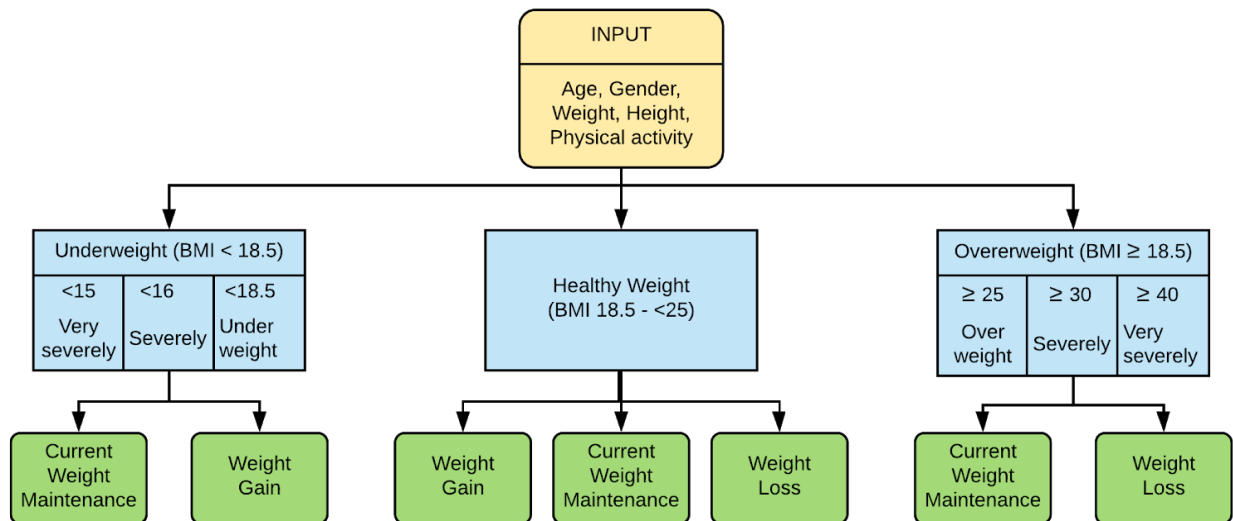 INPUT
Age, Gender,
Weight, Height,
Physical activity
Underweight (BMI < 18.5)
<15
Very
severely
<16
Severely
<18.5
Under
weight
Healthy Weight
(BMI 18.5 - <25)
Overerweight (BMI ≥ 18.5)
≥ 25
Over
weight
≥ 30
Severely
≥ 40
Very
severely
Current
Weight
Maintenance
Weight
Gain
Weight
Gain
Current
Weight
Maintenance
Weight
Loss
Current
Weight
Maintenance
Weight
Loss